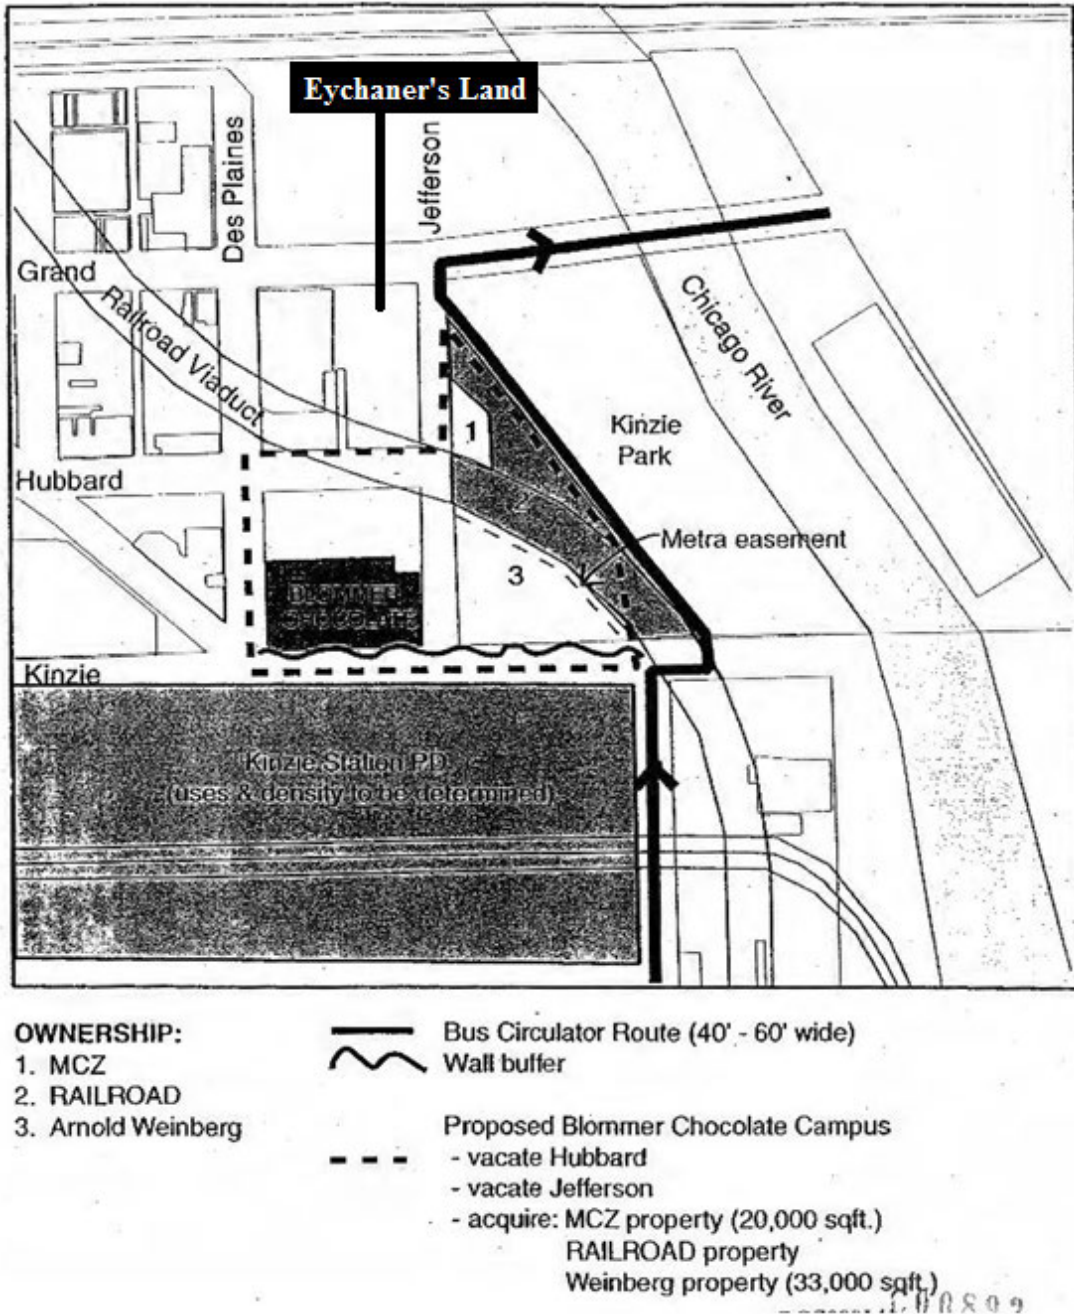 Eychaner's Land
Des Plaines
Jefferson
Grand
Railroad Viaduct
Chicago River
1
Kinzie
Park
Hubbard
Metra easement
3
BLOMMER
CHOCOLATE
Kinzie
Kinzie Station PD
(uses & density to be determined)
OWNERSHIP:
1. MCZ
2. RAILROAD
3. Arnold Weinberg
Bus Circulator Route (40' - 60' wide)
Wall buffer
Proposed Blommer Chocolate Campus
- vacate Hubbard
- vacate Jefferson
- acquire: MCZ property (20,000 sqft.)
RAILROAD property
Weinberg property (33,000 sqft.)